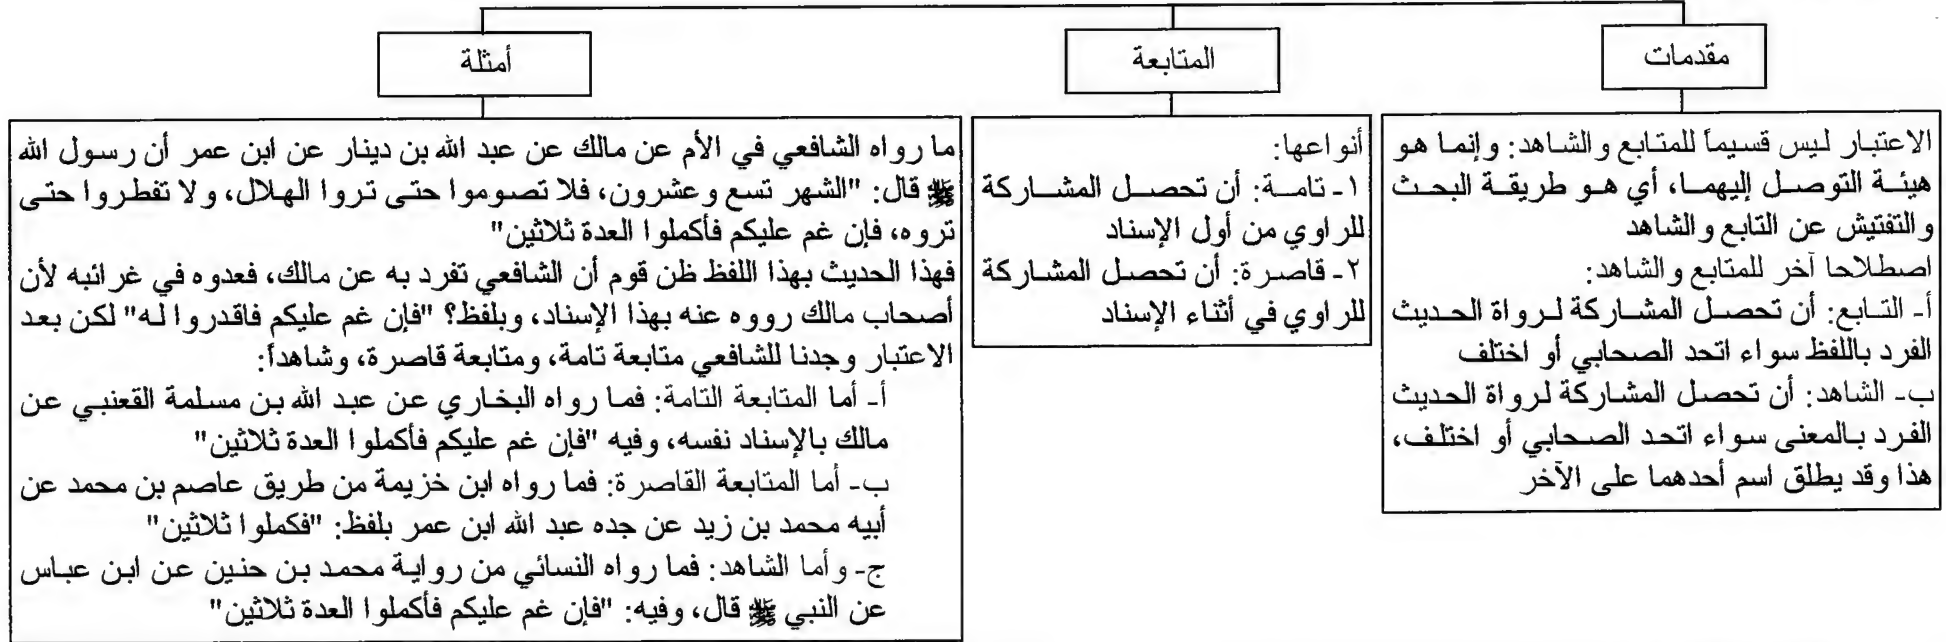 مقدمات
الاعتبار ليس قسيماً للمتابع والشاهد: وإنما هو
هيئة التوصل إليهما، أي هو طريقة البحث
والتفتيش عن التابع والشاهد
اصطلاحا آخر للمتابع والشاهد:
أ- التابع: أن تحصل المشاركة لرواة الحديث
الفرد باللفظ سواء اتحد الصحابي أو اختلف
ب- الشاهد: أن تحصل المشاركة لرواة الحديث
الفرد بالمعنى سواء اتحد الصحابي أو اختلف،
هذا وقد يطلق اسم أحدهما على الآخر
المتابعة
أنواعها:
١- تامة: أن تحصل المشاركة
للراوي من أول الإسناد
٢- قاصرة: أن تحصل المشاركة
للراوي في أثناء الإسناد
أمثلة
ما رواه الشافعي في الأم عن مالك عن عبد الله بن دينار عن ابن عمر أن رسول الله
ﷺ قال: "الشهر تسع وعشرون، فلا تصوموا حتى تروا الهلال، ولا تفطروا حتى
تروه، فإن غم عليكم فأكملوا العدة ثلاثين"
فهذا الحديث بهذا اللفظ ظن قوم أن الشافعي تفرد به عن مالك، فعدوه في غرائبه لأن
أصحاب مالك رووه عنه بهذا الإسناد، وبلفظ؟ "فإن غم عليكم فاقدروا له" لكن بعد
الاعتبار وجدنا للشافعي متابعة تامة، ومتابعة قاصرة، وشاهداً:
أ- أما المتابعة التامة: فما رواه البخاري عن عبد الله بن مسلمة القعنبي عن
مالك بالإسناد نفسه، وفيه "فإن غم عليكم فأكملوا العدة ثلاثين"
ب- أما المتابعة القاصرة: فما رواه ابن خزيمة من طريق عاصم بن محمد عن
أبيه محمد بن زيد عن جده عبد الله ابن عمر بلفظ: "فكملوا ثلاثين"
ج- وأما الشاهد: فما رواه النسائي من رواية محمد بن حنين عن ابن عباس
عن النبي ﷺ قال، وفيه: "فإن غم عليكم فأكملوا العدة ثلاثين"